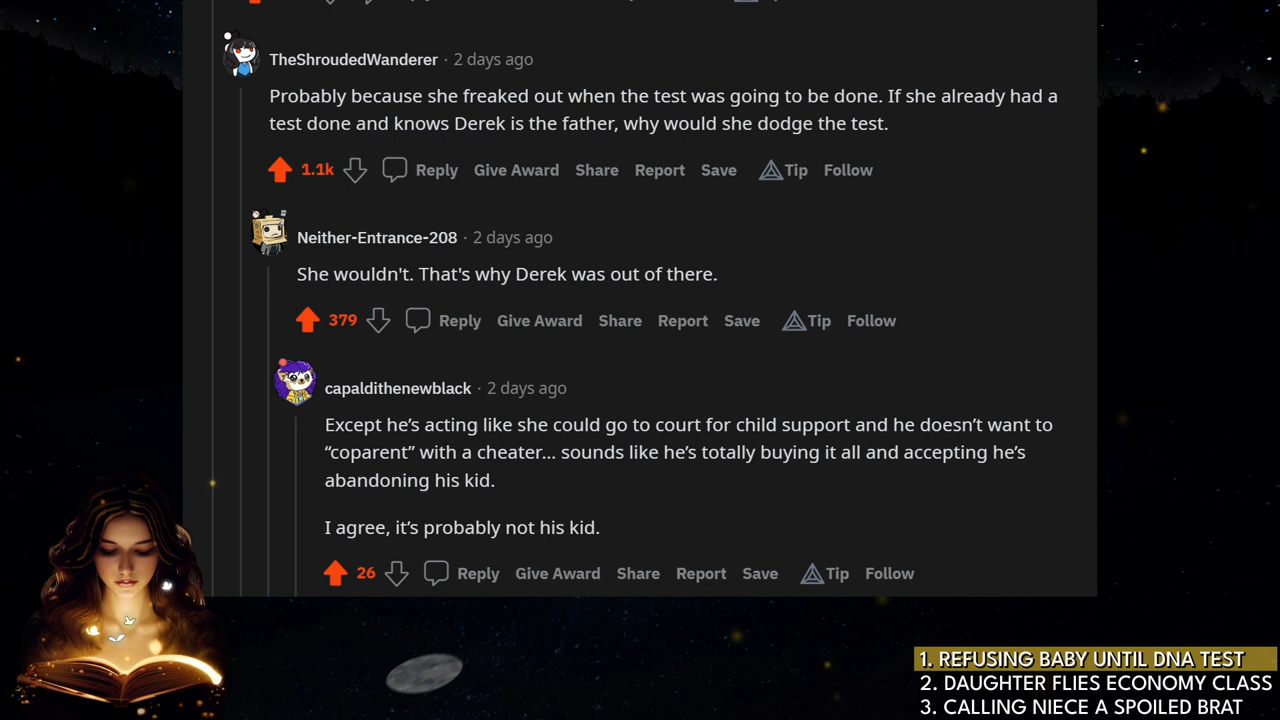 TheShroudedWanderer · 2 days ago
Probably because she freaked out when the test was going to be done. If she already had a
test done and knows Derek is the father, why would she dodge the test.
1.1k Reply Give Award Share Report Save Tip Follow
Neither-Entrance-208 · 2 days ago
She wouldn't. That's why Derek was out of there.
379 Reply Give Award Share Report Save Tip Follow
capaldithenewblack · 2 days ago
Except he’s acting like she could go to court for child support and he doesn’t want to
“coparent” with a cheater... sounds like he’s totally buying it all and accepting he’s
abandoning his kid.
I agree, it’s probably not his kid.
26 Reply Give Award Share Report Save Tip Follow
1. REFUSING BABY UNTIL DNA TEST
2. DAUGHTER FLIES ECONOMY CLASS
3. CALLING NIECE A SPOILED BRAT